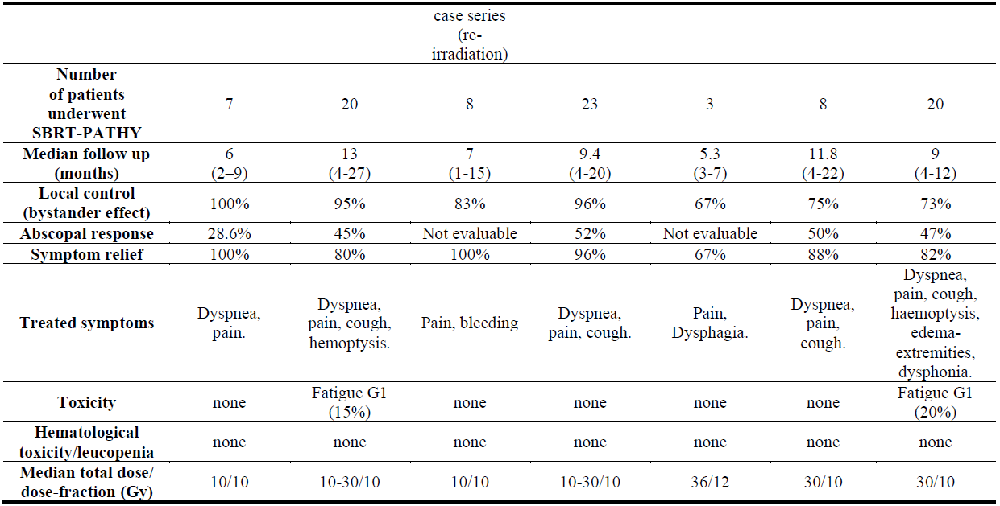 case series
(re-
irradiation)
Number
of patients
underwent
SBRT-PATHY
7 20 8 23 3 8 20
Median follow up
(months)
6
(2–9)
13
(4-27)
7
(1-15)
9.4
(4-20)
5.3
(3-7)
11.8
(4-22)
9
(4-12)
Local control
(bystander effect)
100% 95% 83% 96% 67% 75% 73%
Abscopal response 28.6% 45% Not evaluable 52% Not evaluable 50% 47%
Symptom relief 100% 80% 100% 96% 67% 88% 82%
Treated symptoms
Dyspnea,
pain.
Dyspnea,
pain, cough,
hemoptysis.
Pain, bleeding
Dyspnea,
pain, cough.
Pain,
Dysphagia.
Dyspnea,
pain,
cough.
Dyspnea,
pain, cough,
haemoptysis,
edema-
extremities,
dysphonia.
Toxicity
none
Fatigue G1
(15%)
none
none
none
none
Fatigue G1
(20%)
Hematological
toxicity/leucopenia
none none none none none none none
Median total dose/
dose-fraction (Gy)
10/10 10-30/10 10/10 10-30/10 36/12 30/10 30/10